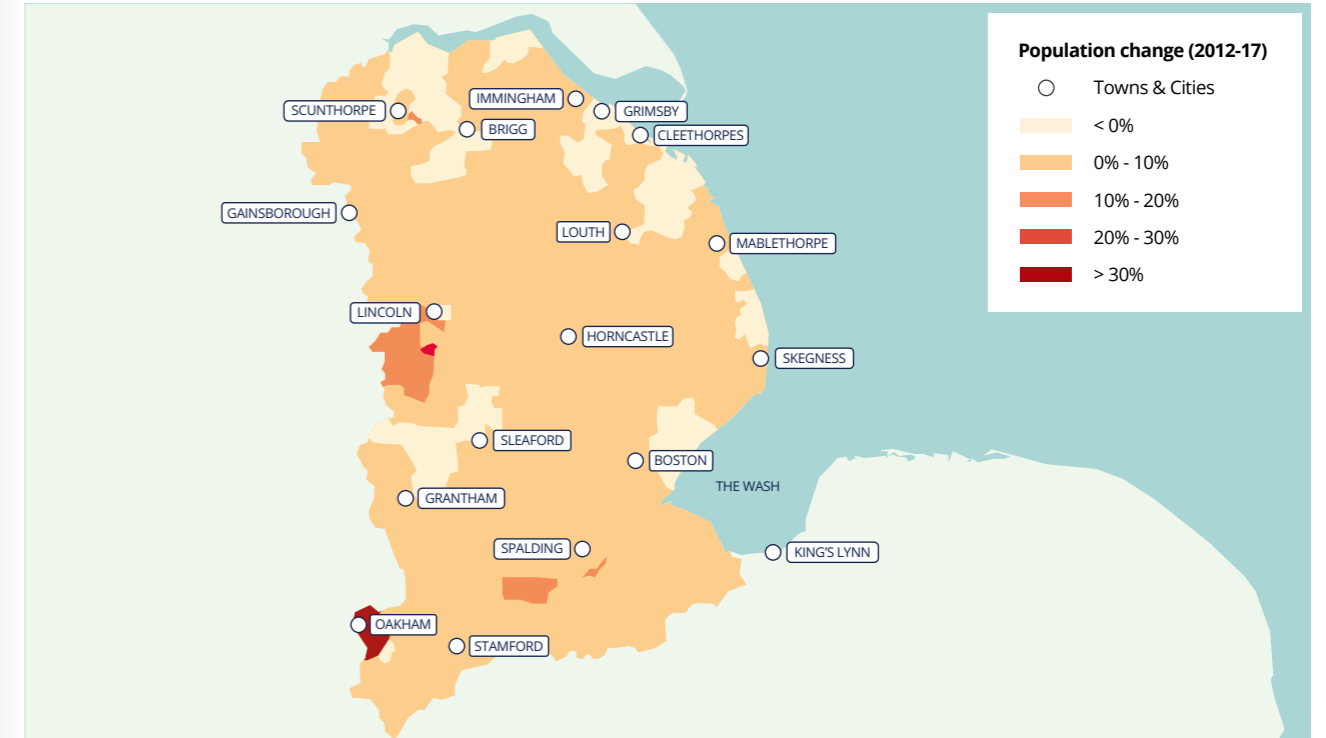 Population change (2012-17)
Towns & Cities
< 0%
0% - 10%
10% - 20%
20% - 30%
> 30%
SCUNTHORPE
IMMINGHAM
GRIMSBY
BRIGG
CLEETHORPES
GAINSBOROUGH
LOUTH
MABLETHORPE
LINCOLN
HORNCASTLE
SKEGNESS
SLEAFORD
BOSTON
THE WASH
GRANTHAM
SPALDING
KING'S LYNN
OAKHAM
STAMFORD